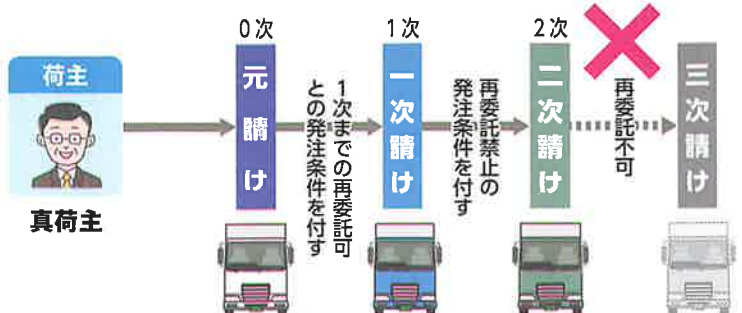 0次
1次
2次
荷主
真荷主
元請け
1次までの再委託可
との発注条件を付す
一次請け
再委託禁止の
発注条件を付す
二次請け
再委託不可
三次請け